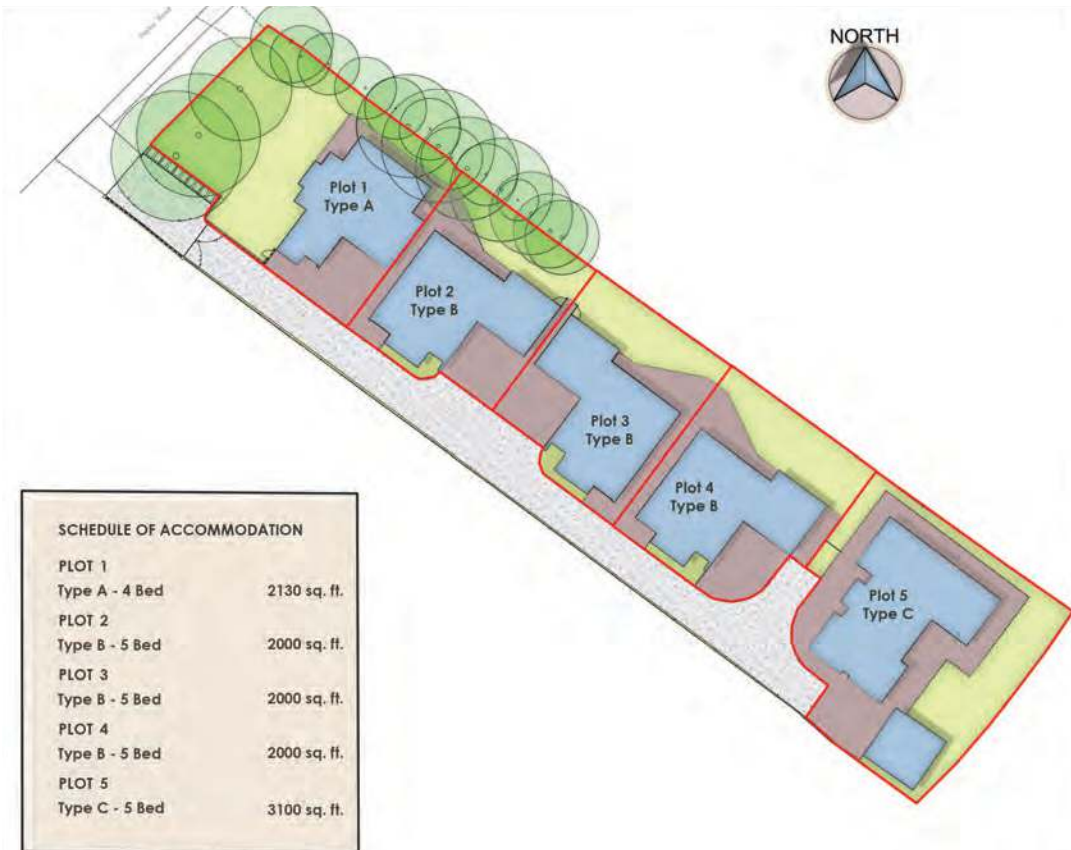 NORTH
Plot 1
Type A
Plot 2
Type B
Plot 3
Type B
Plot 4
Type B
Plot 5
Type C
SCHEDULE OF ACCOMMODATION
PLOT 1
Type A - 4 Bed 2130 sq. ft.
PLOT 2
Type B - 5 Bed 2000 sq. ft.
PLOT 3
Type B - 5 Bed 2000 sq. ft.
PLOT 4
Type B - 5 Bed 2000 sq. ft.
PLOT 5
Type C - 5 Bed 3100 sq. ft.